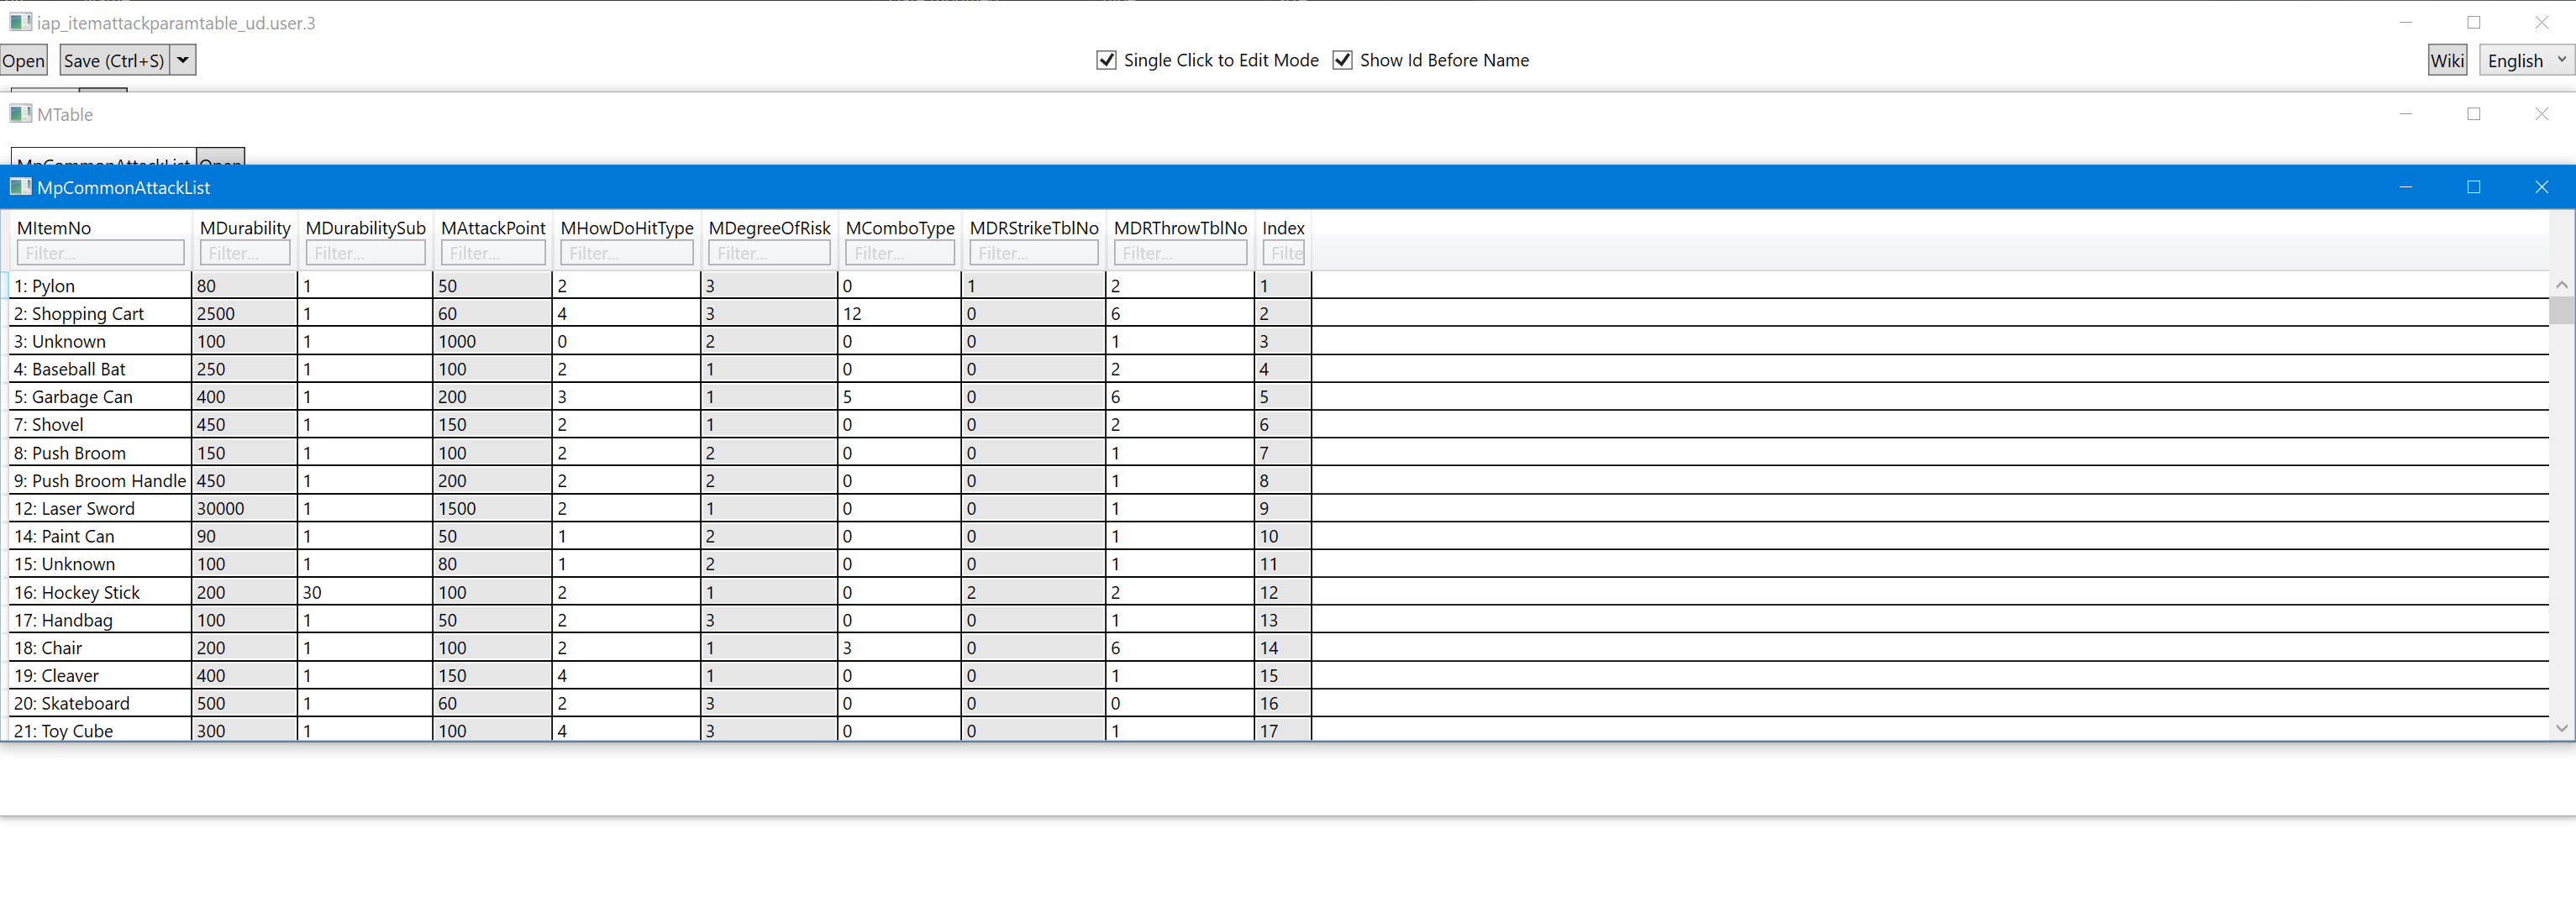 iap_itemattackparamtable_ud.user.3
Open Save (Ctrl+S) Single Click to Edit Mode Show Id Before Name Wiki English
MTable
MpCommonAttackList Open
MpCommonAttackList
MItemNo MDurability MDurabilitySub MAttackPoint MHowDoHitType MDegreeOfRisk MComboType MDRStrikeTblNo MDRThrowTblNo Index
Filter... Filter... Filter... Filter... Filter... Filter... Filter... Filter... Filter... Filte
1: Pylon 80 1 50 2 3 0 1 2 1
2: Shopping Cart 2500 1 60 4 3 12 0 6 2
3: Unknown 100 1 1000 0 2 0 0 1 3
4: Baseball Bat 250 1 100 2 1 0 0 2 4
5: Garbage Can 400 1 200 3 1 5 0 6 5
7: Shovel 450 1 150 2 1 0 0 2 6
8: Push Broom 150 1 100 2 2 0 0 1 7
9: Push Broom Handle 450 1 200 2 2 0 0 1 8
12: Laser Sword 30000 1 1500 2 1 0 0 1 9
14: Paint Can 90 1 50 1 2 0 0 1 10
15: Unknown 100 1 80 1 2 0 0 1 11
16: Hockey Stick 200 30 100 2 1 0 2 2 12
17: Handbag 100 1 50 2 3 0 0 1 13
18: Chair 200 1 100 2 1 3 0 6 14
19: Cleaver 400 1 150 4 1 0 0 1 15
20: Skateboard 500 1 60 2 3 0 0 0 16
21: Toy Cube 300 1 100 4 3 0 0 1 17